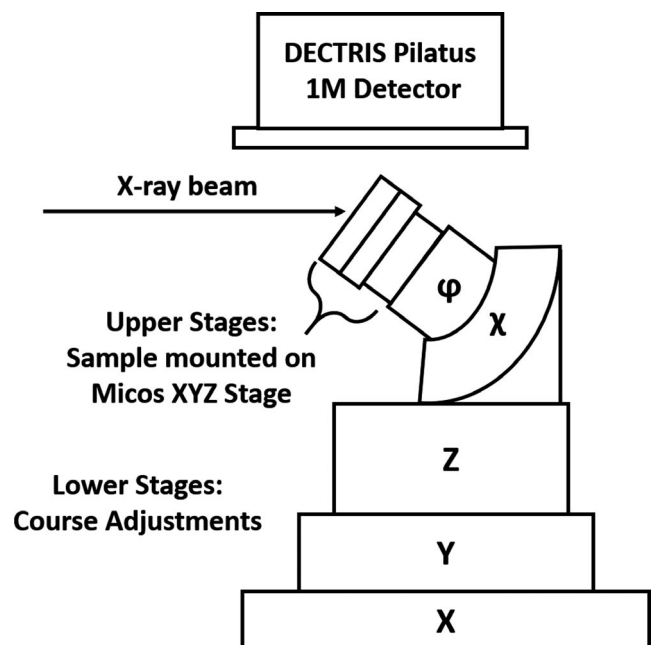 DECTRIS Pilatus
1M Detector
X-ray beam
φ
χ
Upper Stages:
Sample mounted on
Micos XYZ Stage
Z
Lower Stages:
Course Adjustments
Y
X